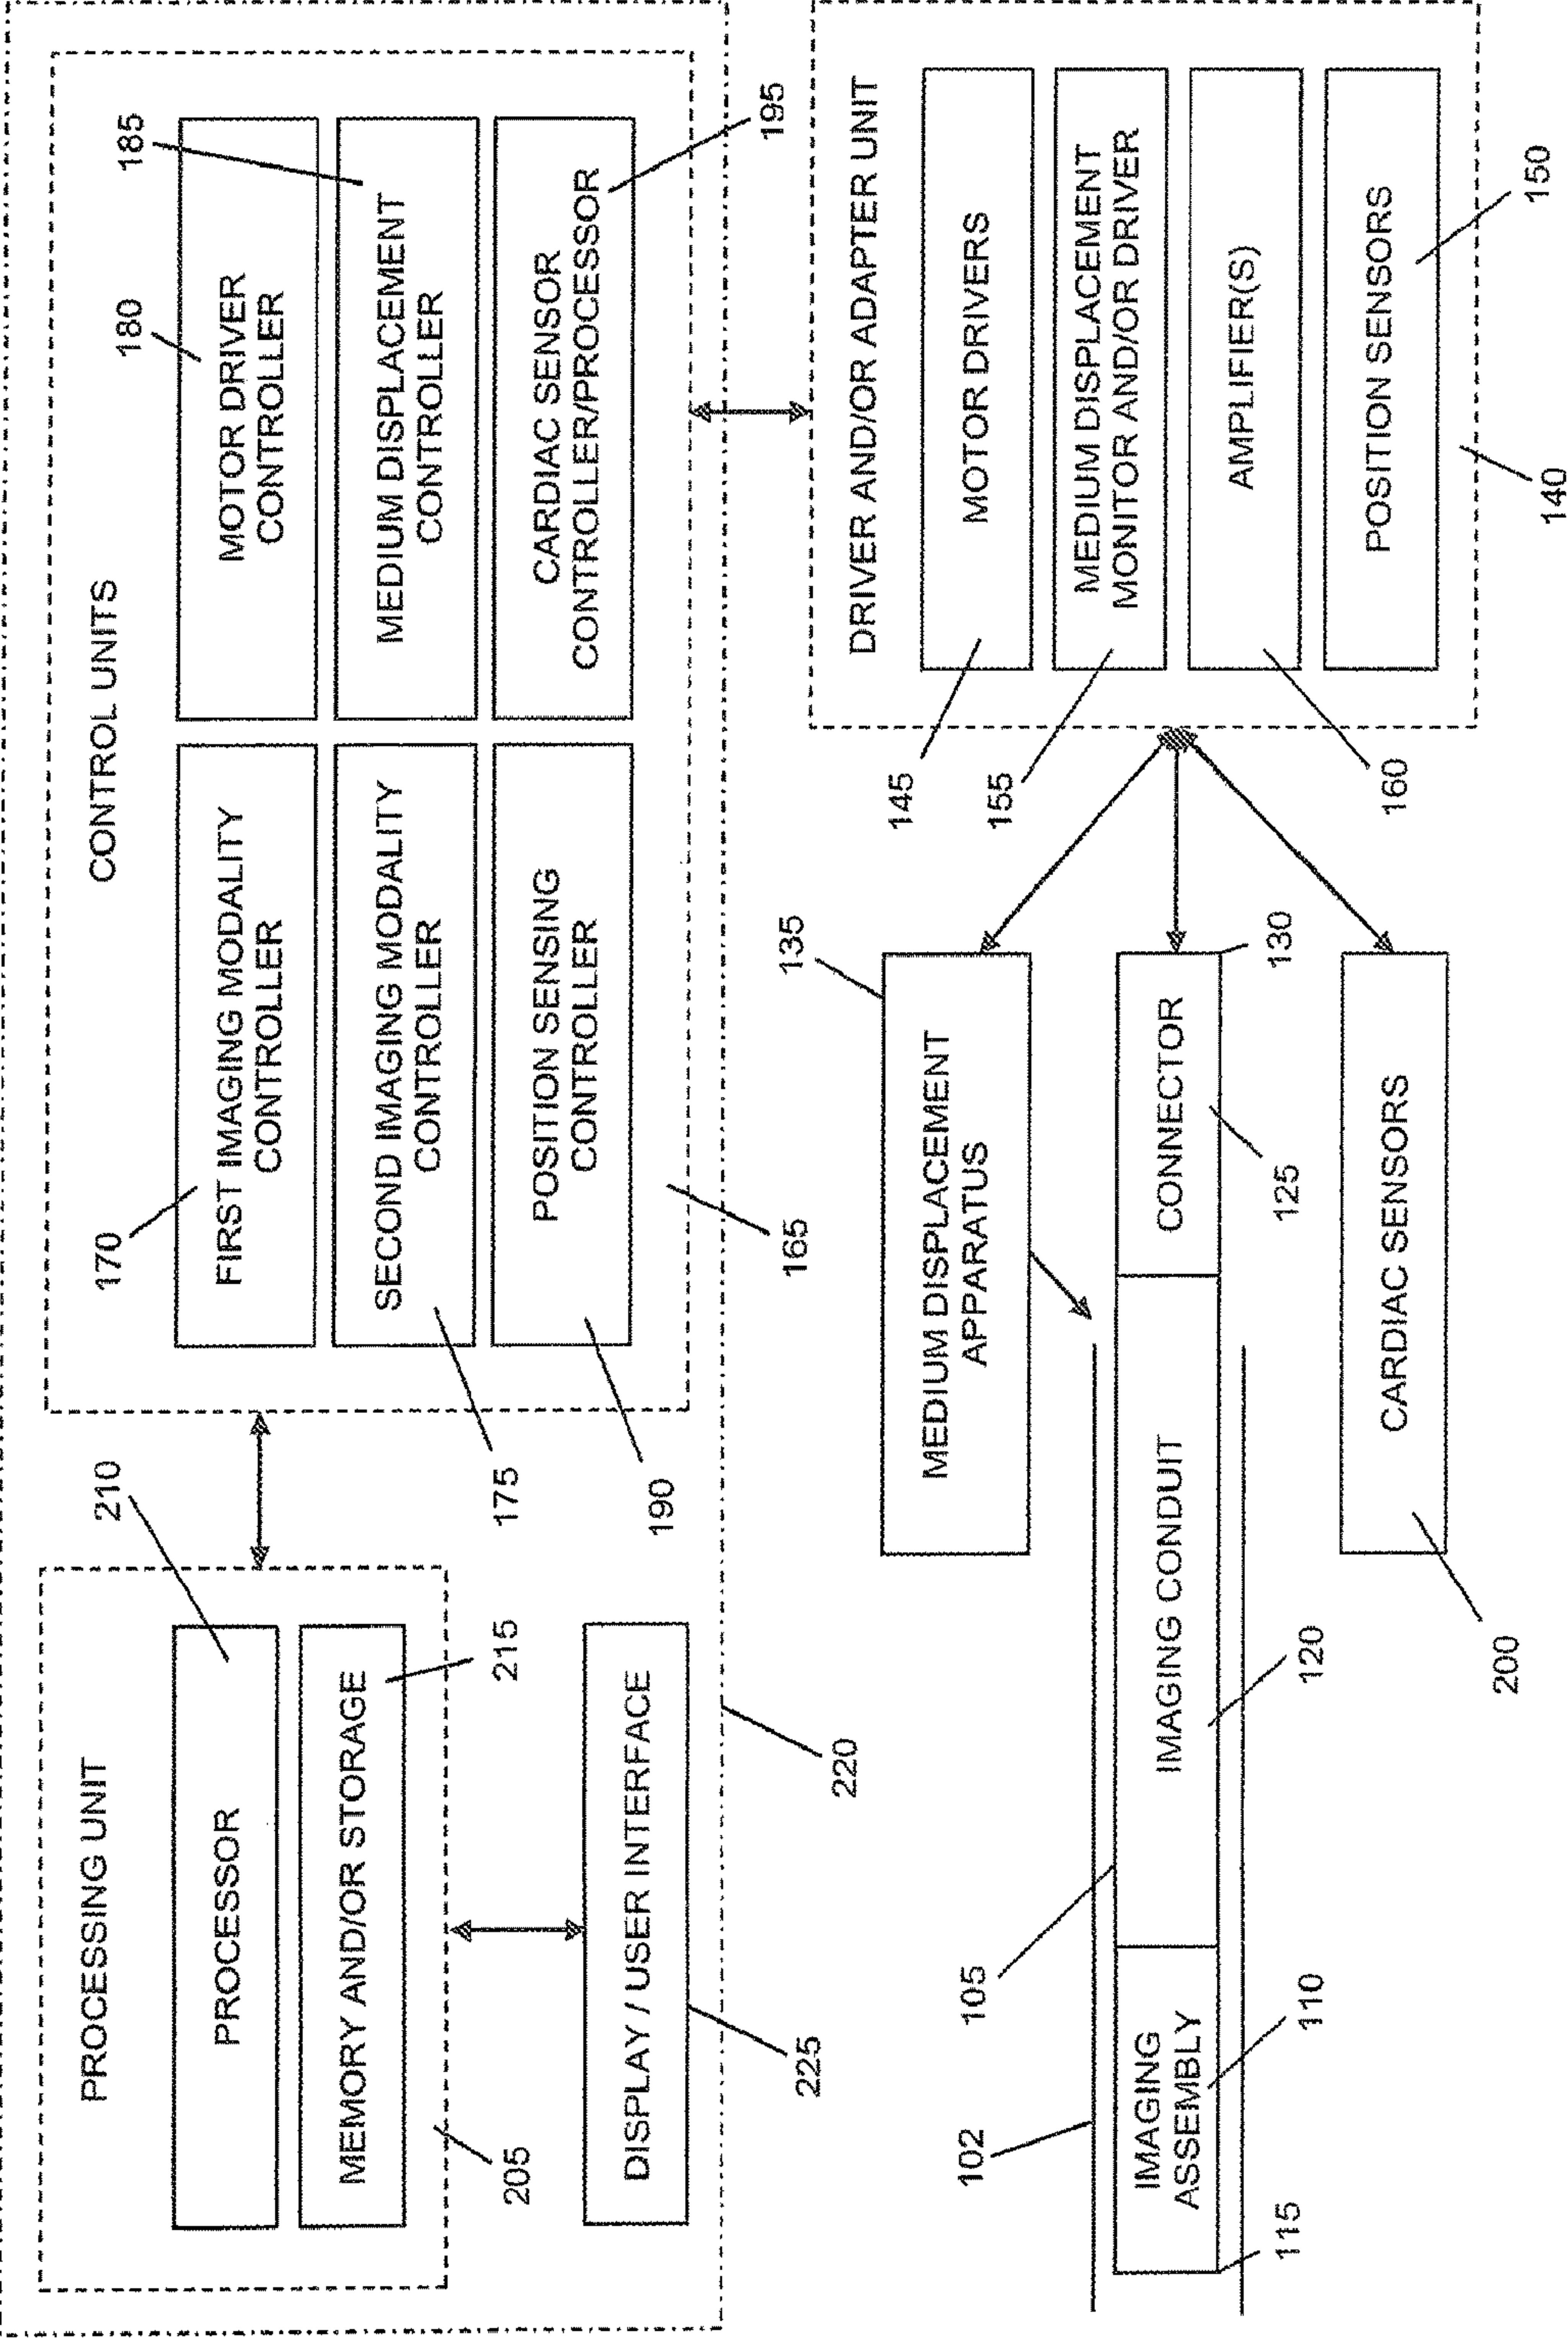 PROCESSING UNIT
PROCESSOR
210
MEMORY AND/OR STORAGE
215
205
DISPLAY / USER INTERFACE
225
220
CONTROL UNITS
170
FIRST IMAGING MODALITY
CONTROLLER
SECOND IMAGING MODALITY
CONTROLLER
175
POSITION SENSING
CONTROLLER
190
165
180
MOTOR DRIVER
CONTROLLER
185
MEDIUM DISPLACEMENT
CONTROLLER
CARDIAC SENSOR
CONTROLLER/PROCESSOR
195
DRIVER AND/OR ADAPTER UNIT
MOTOR DRIVERS
145
MEDIUM DISPLACEMENT
MONITOR AND/OR DRIVER
155
AMPLIFIER(S)
160
POSITION SENSORS
150
140
135
MEDIUM DISPLACEMENT
APPARATUS
102
105
IMAGING
ASSEMBLY
IMAGING CONDUIT
CONNECTOR
115
110
120
125
130
CARDIAC SENSORS
200